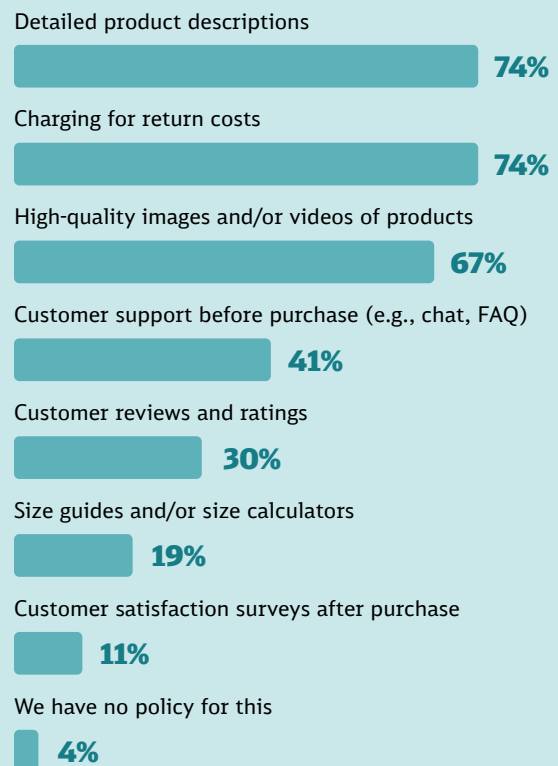 Detailed product descriptions
74%
Charging for return costs
74%
High-quality images and/or videos of products
67%
Customer support before purchase (e.g., chat, FAQ)
41%
Customer reviews and ratings
30%
Size guides and/or size calculators
19%
Customer satisfaction surveys after purchase
11%
We have no policy for this
4%